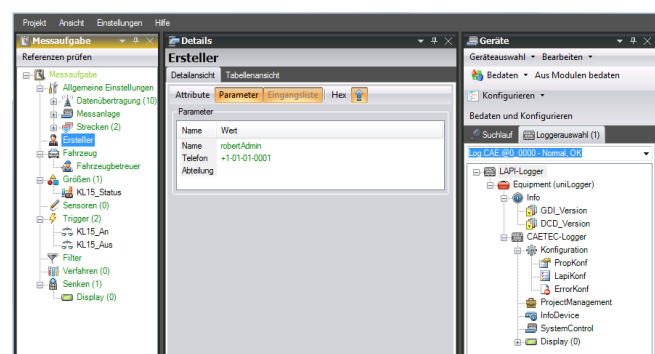 Projekt Ansicht Einstellungen Hilfe
Messaufgabe
Referenzen prüfen
Messaufgabe
Allgemeine Einstellungen
Datenübertragung (10)
Messanlage
Strecken (2)
Ersteller
Fahrzeug
Fahrzeugbetreuer
Größen (1)
KL15_Status
Sensoren (0)
Trigger (2)
KL15_An
KL15_Aus
Filter
Verfahren (0)
Senken (1)
Display (0)
Details
Ersteller
Detailansicht Tabellenansicht
Attribute Parameter Eingangsliste Hex
Parameter
Name Wert
Name robertAdmin
Telefon +1-01-01-0001
Abteilung
Geräte
Geräteauswahl Bearbeiten
Bedaten Aus Modulen bedaten
Konfigurieren
Bedaten und Konfigurieren
Suchlauf Loggerauswahl (1)
Log:CAE:@0_0000 - Normal, OK
LAPI-Logger
Equipment (uniLogger)
Info
GDI_Version
DCD_Version
CAETEC-Logger
Konfiguration
PropKonf
LapiKonf
ErrorKonf
ProjectManagement
InfoDevice
SystemControl
Display (0)